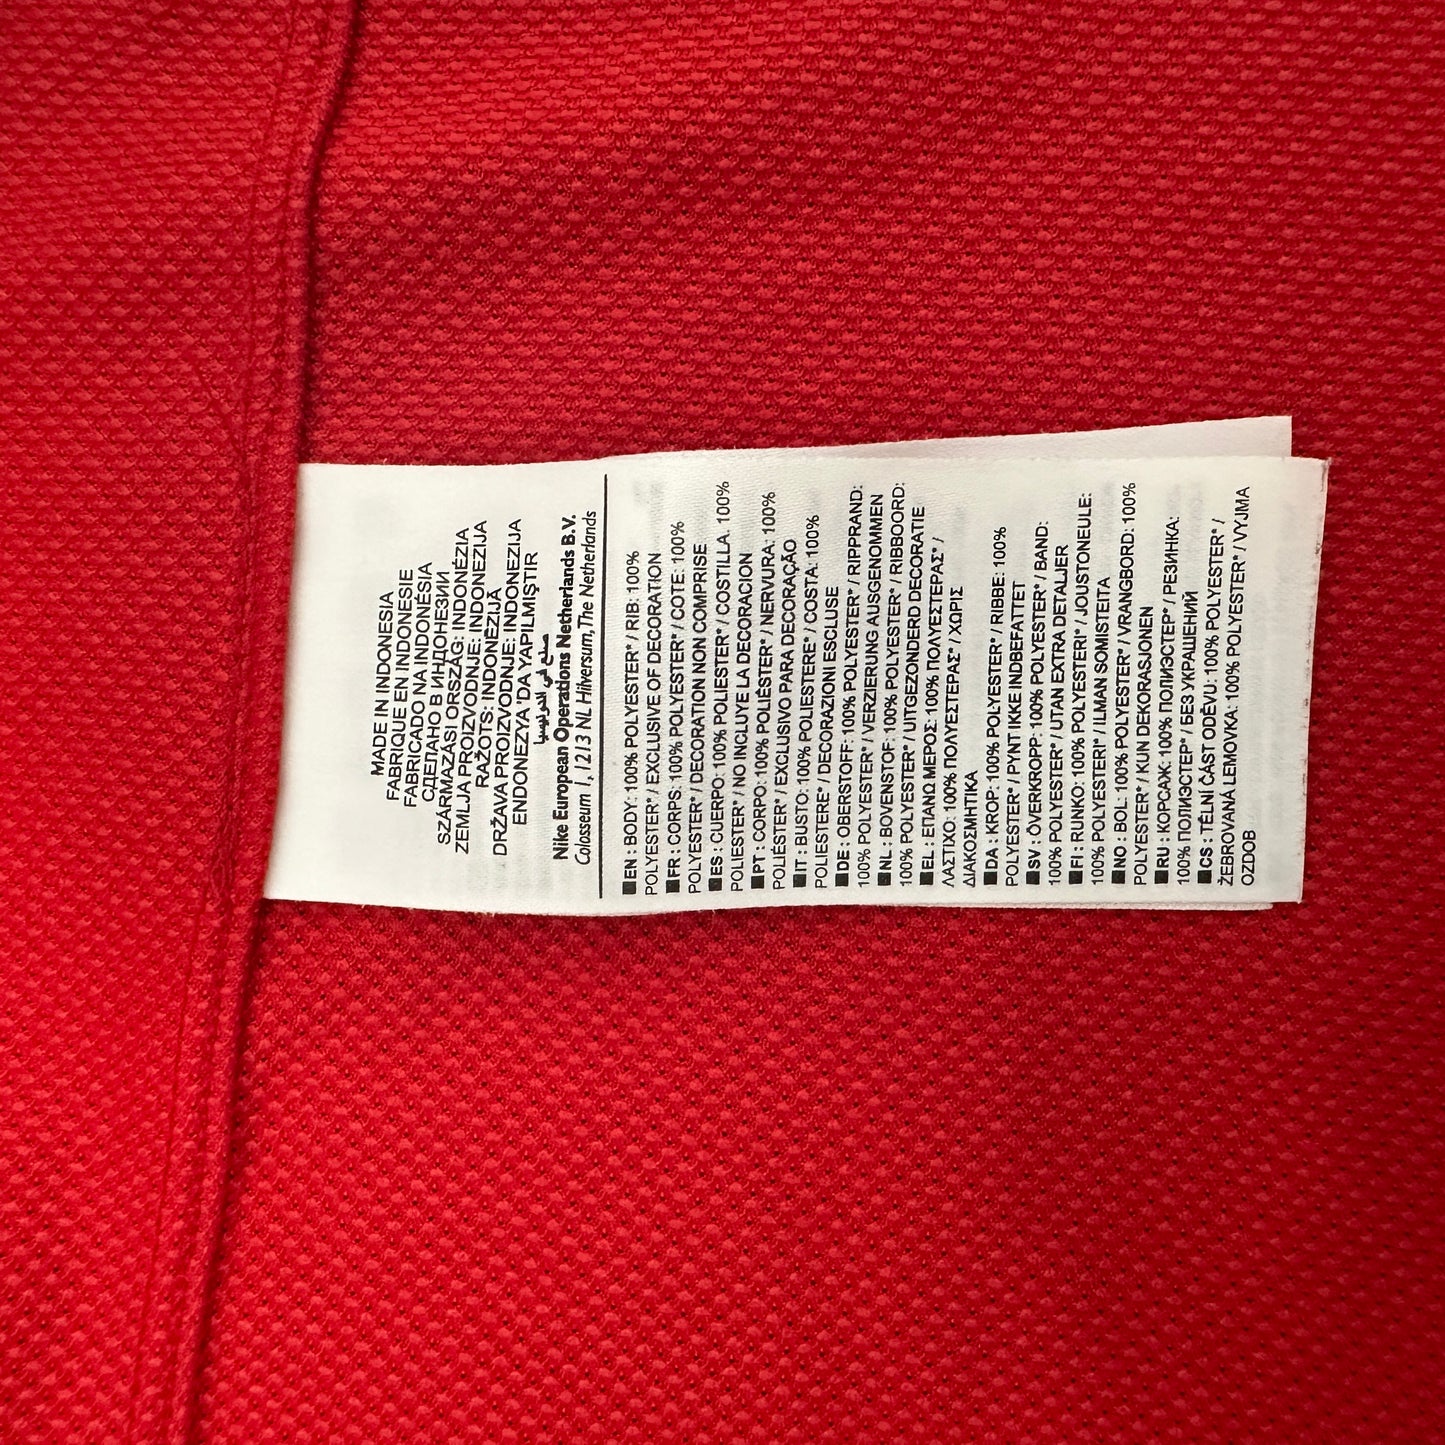 MADE IN INDONESIA
FABRIQUE EN INDONESIE
FABRICADO NA INDONÉSIA
СДЕЛАНО В ИНДОНЕЗИИ
SZÁRMAZÁSI ORSZÁG: INDONÉZIA
ZEMLJA PROIZVODNJE: INDONEZIJA
RAŽOTS: INDONĒZIJĀ
DRŽAVA PROIZVODNJE: INDONEZIJA
ENDONEZYA 'DA YAPILMIŞTIR
صنع في اندونيسيا
Nike European Operations Netherlands B.V.
Colosseum 1, 1213 NL Hilversum, The Netherlands
■EN : BODY: 100% POLYESTER* / RIB: 100%
POLYESTER* / EXCLUSIVE OF DECORATION
■FR : CORPS: 100% POLYESTER* / COTE: 100%
POLYESTER* / DECORATION NON COMPRISE
■ES : CUERPO: 100% POLIESTER* / COSTILLA. 100%
POLIESTER* / NO INCLUYE LA DECORACION
■PT : CORPO: 100% POLIÉSTER* / NERVURA: 100%
POLIÉSTER* / EXCLUSIVO PARA DECORAÇÃO
■IT : BUSTO: 100% POLIESTERE* / COSTA: 100%
POLIESTERE* / DECORAZIONI ESCLUSE
■DE : OBERSTOFF: 100% POLYESTER* / RIPPRAND:
100% POLYESTER* / VERZIERUNG AUSGENOMMEN
■NL : BOVENSTOF: 100% POLYESTER* / RIBBOORD:
100% POLYESTER* / UITGEZONDERD DECORATIE
■EL : ΕΠΑΝΩ ΜΕΡΟΣ: 100% ΠΟΛΥΕΣΤΕΡΑΣ* /
ΛΑΣΤΙΧΟ: 100% ΠΟΛΥΕΣΤΕΡΑΣ* / ΧΩΡΙΣ
ΔΙΑΚΟΣΜΗΤΙΚΑ
■DA : KROP: 100% POLYESTER* / RIBBE: 100%
POLYESTER* / PYNT IKKE INDBEFATTET
■SV : ÖVERKROPP: 100% POLYESTER* / BAND:
100% POLYESTER* / UTAN EXTRA DETALJER
■FI : RUNKO: 100% POLYESTERI* / JOUSTONEULE:
100% POLYESTERI* / ILMAN SOMISTEITA
■NO : BOL: 100% POLYESTER* / VRANGBORD: 100%
POLYESTER* / KUN DEKORASJONEN
■RU : КОРСАЖ: 100% ПОЛИЭСТЕР* / РЕЗИНКА:
100% ПОЛИЭСТЕР* / БЕЗ УКРАШЕНИЙ
■CS : TĚLNÍ ČÁST ODĚVU: 100% POLYESTER* /
ŽEBROVANÁ LEMOVKA: 100% POLYESTER* / VYJMA
OZDOB